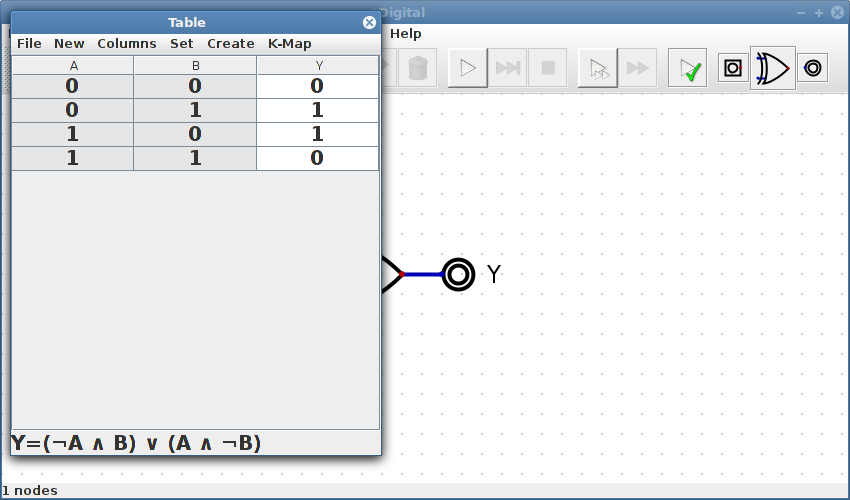 Digital
Table
Help
File New Columns Set Create K-Map
A B Y
0 0 0
0 1 1
1 0 1
1 1 0
Y
Y=(¬A ∧ B) ∨ (A ∧ ¬B)
1 nodes